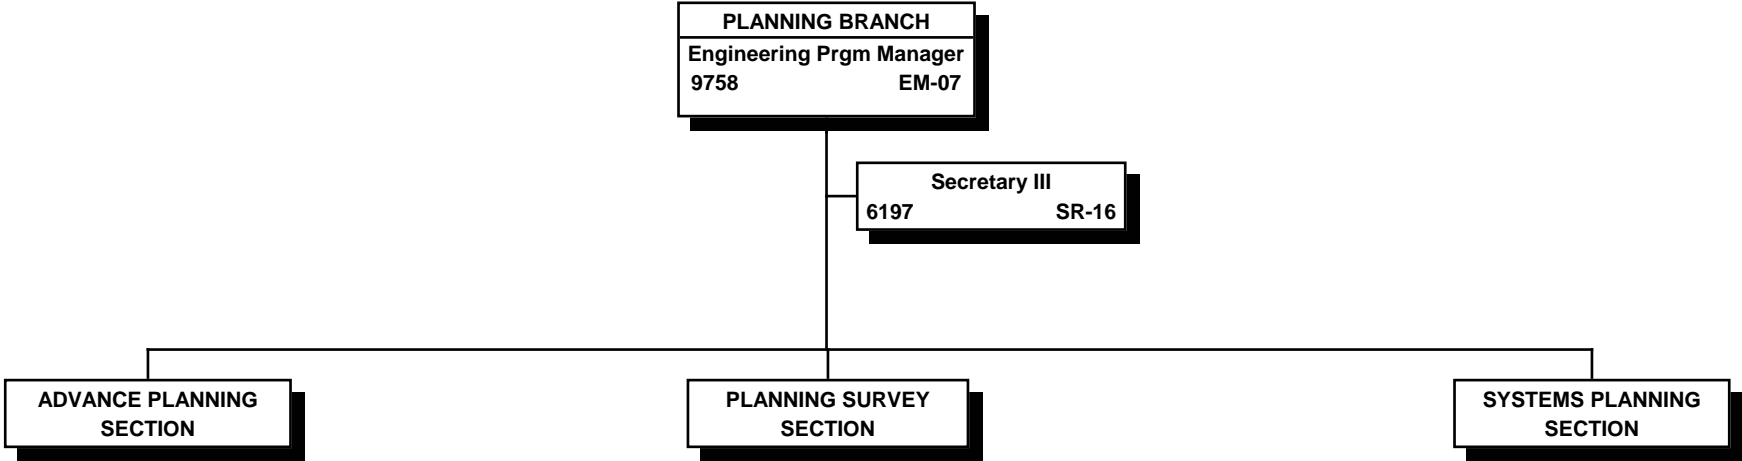 PLANNING BRANCH
Engineering Prgm Manager
9758 EM-07
Secretary III
6197 SR-16
ADVANCE PLANNING
SECTION
PLANNING SURVEY
SECTION
SYSTEMS PLANNING
SECTION